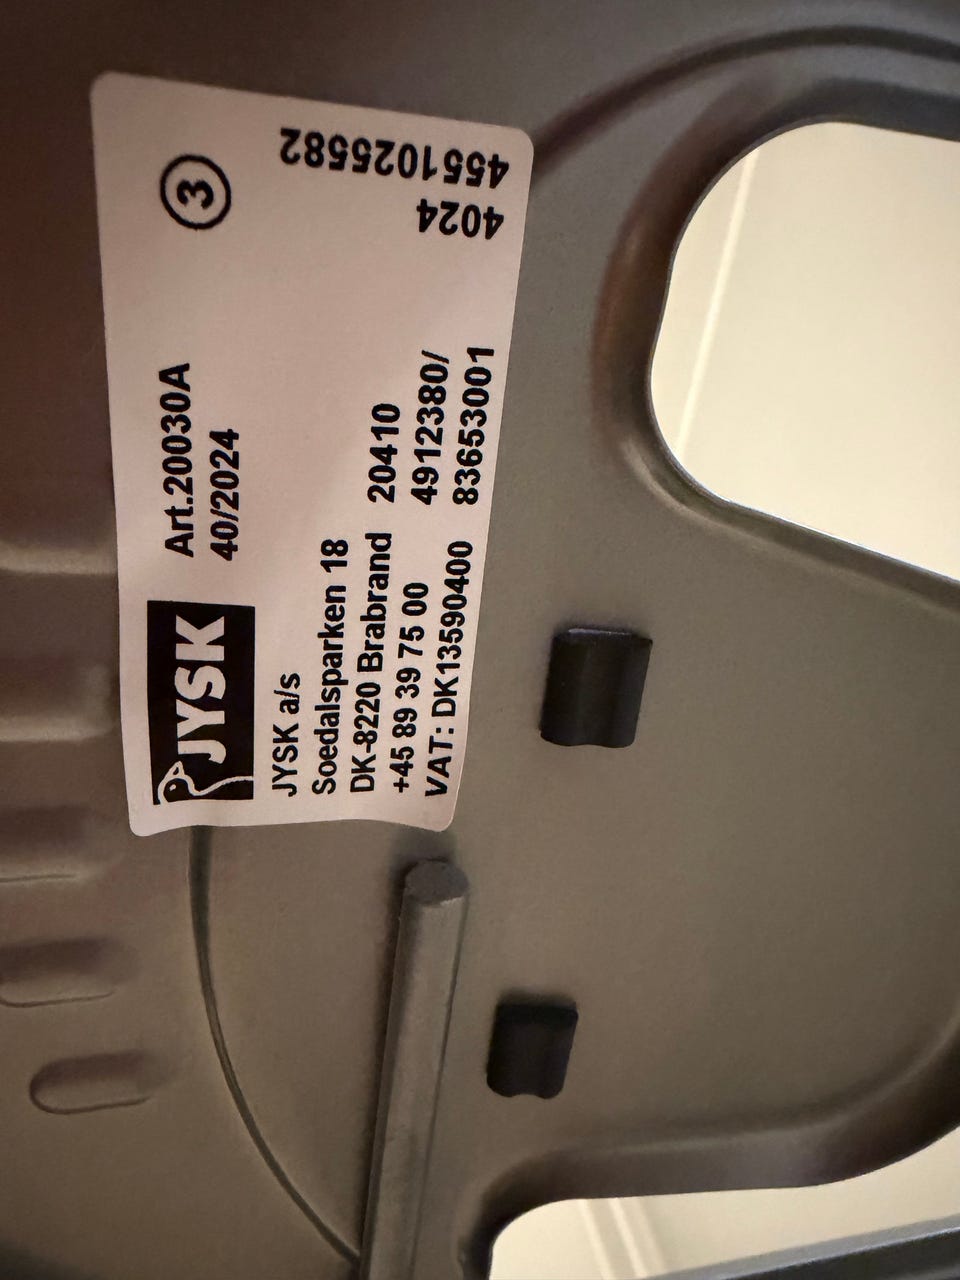 JYSK
Art.20030A
40/2024
3
JYSK a/s
Soedalsparken 18
DK-8220 Brabrand 20410
+45 89 39 75 00 4912380/
VAT: DK13590400 83653001
4024
4551025582